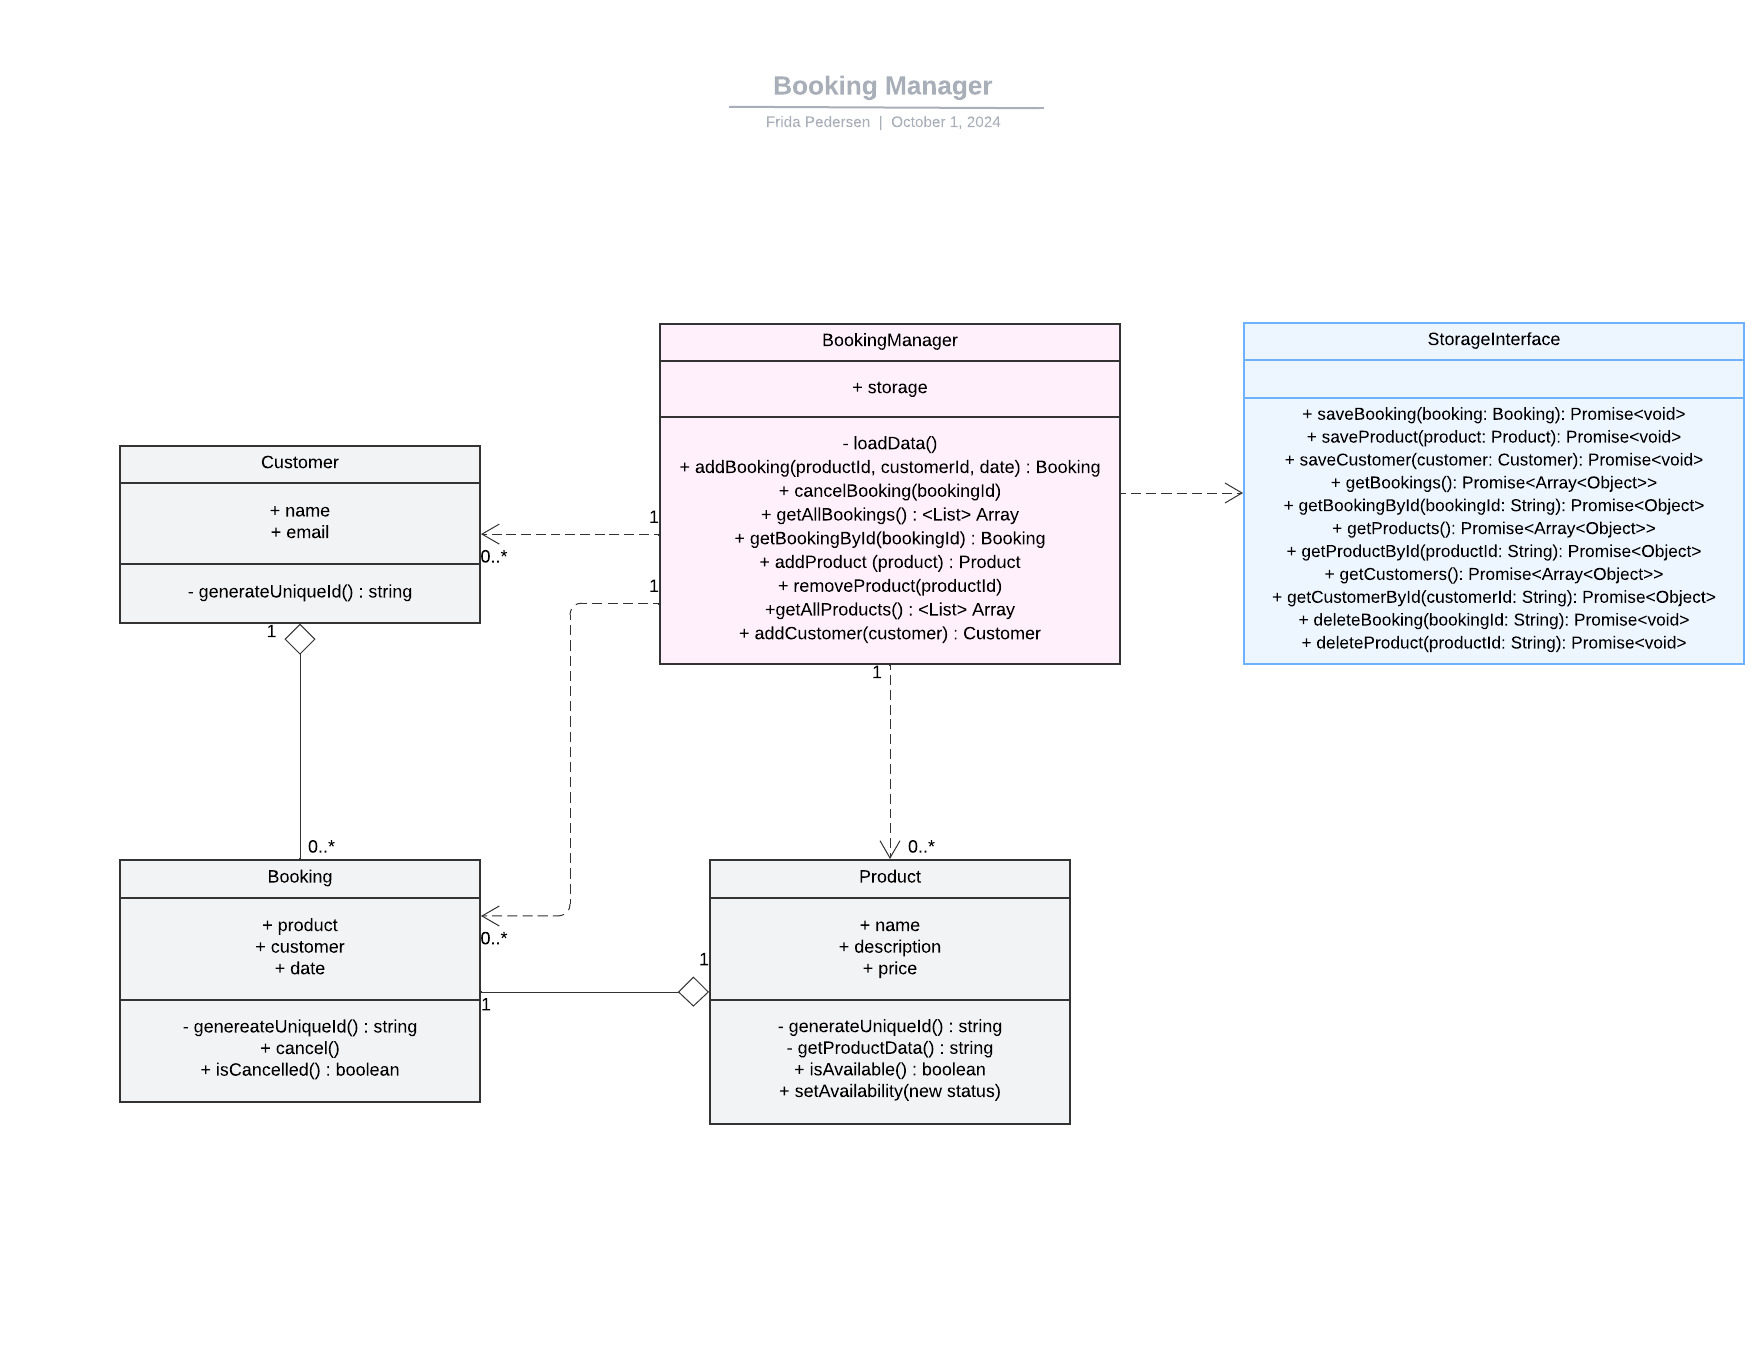 Booking Manager
Frida Pedersen | October 1, 2024
BookingManager
+ storage
- loadData()
+ addBooking(productId, customerId, date) : Booking
+ cancelBooking(bookingId)
+ getAllBookings() : <List> Array
+ getBookingById(bookingId) : Booking
+ addProduct (product) : Product
+ removeProduct(productId)
+getAllProducts() : <List> Array
+ addCustomer(customer) : Customer
StorageInterface
+ saveBooking(booking: Booking): Promise<void>
+ saveProduct(product: Product): Promise<void>
+ saveCustomer(customer: Customer): Promise<void>
+ getBookings(): Promise<Array<Object>>
+ getBookingById(bookingId: String): Promise<Object>
+ getProducts(): Promise<Array<Object>>
+ getProductById(productId: String): Promise<Object>
+ getCustomers(): Promise<Array<Object>>
+ getCustomerById(customerId: String): Promise<Object>
+ deleteBooking(bookingId: String): Promise<void>
+ deleteProduct(productId: String): Promise<void>
Customer
+ name
+ email
- generateUniqueId() : string
1
0..*
1
1
1
0..*
0..*
Booking
+ product
+ customer
+ date
- genereateUniqueId() : string
+ cancel()
+ isCancelled() : boolean
0..*
1
1
Product
+ name
+ description
+ price
- generateUniqueId() : string
- getProductData() : string
+ isAvailable() : boolean
+ setAvailability(new status)